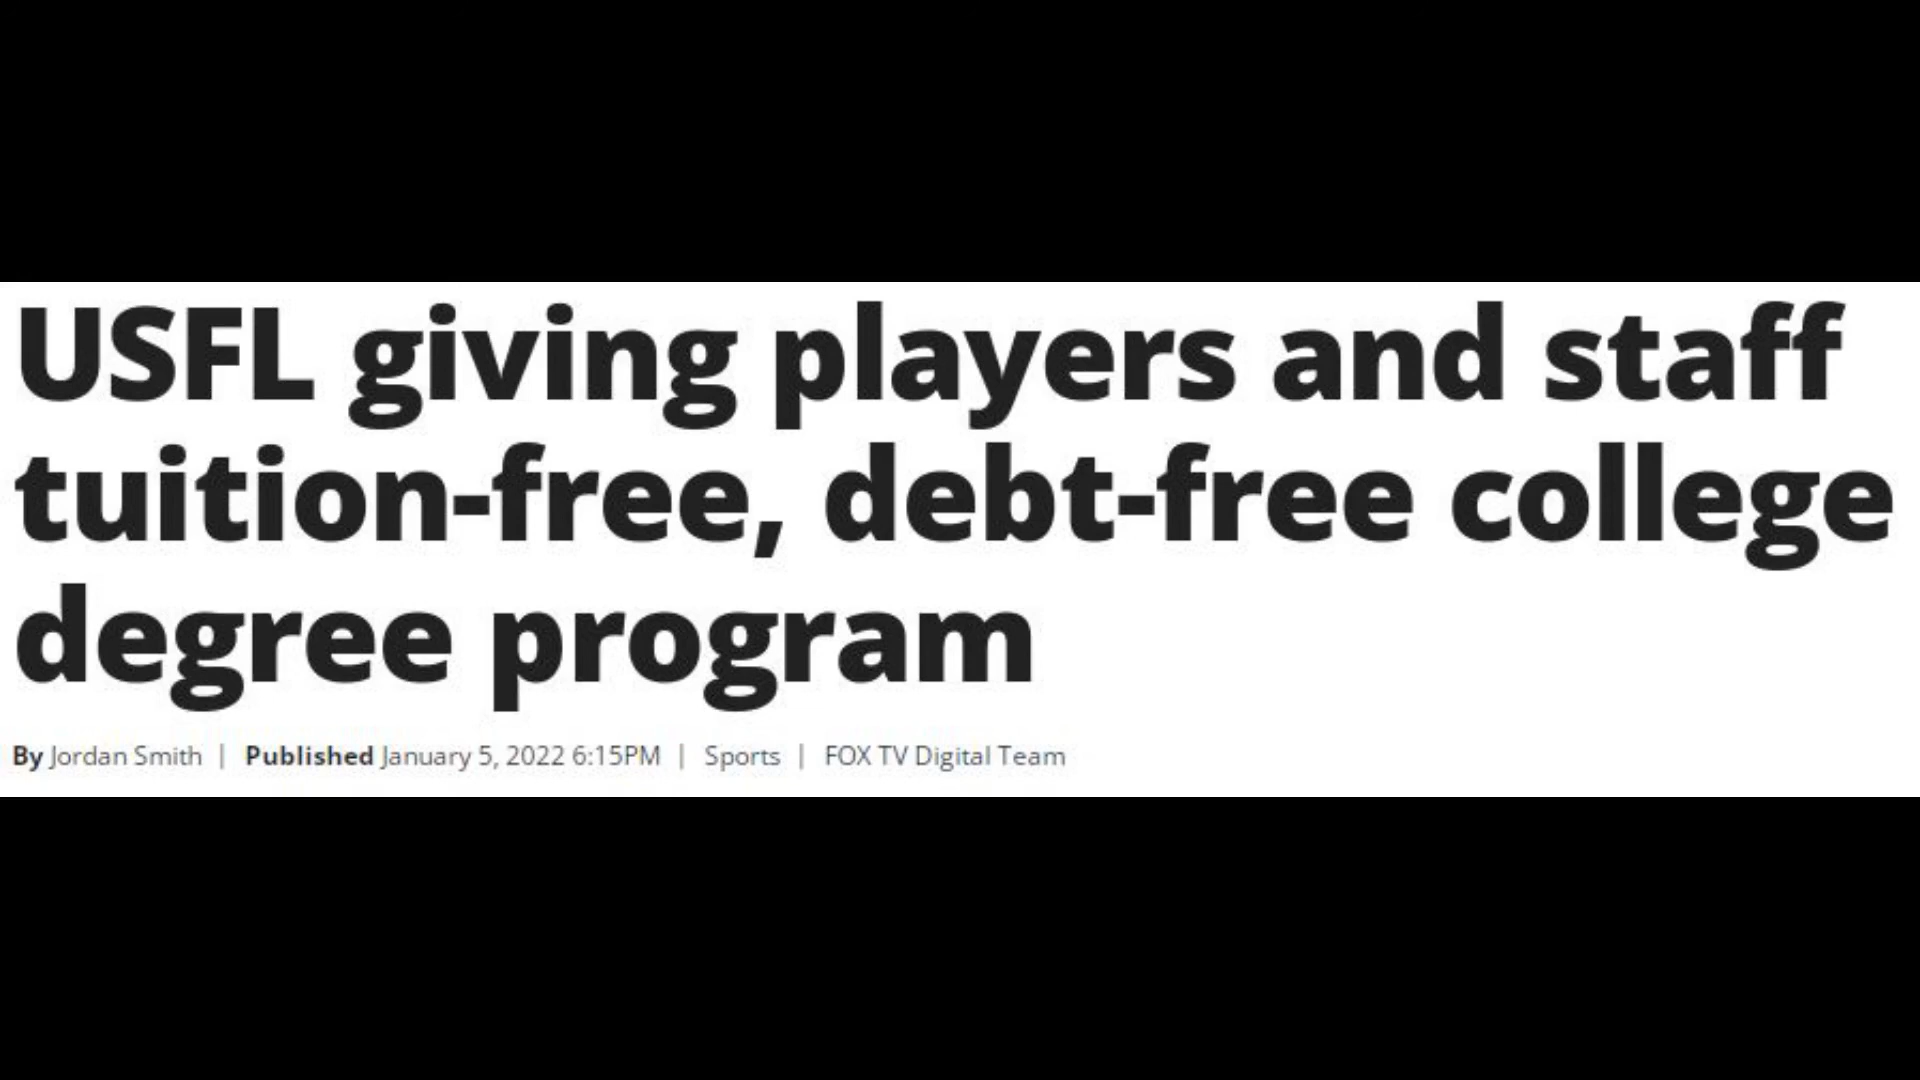 USFL giving players and staff
tuition-free, debt-free college
degree program
By Jordan Smith | Published January 5, 2022 6:15PM | Sports | FOX TV Digital Team